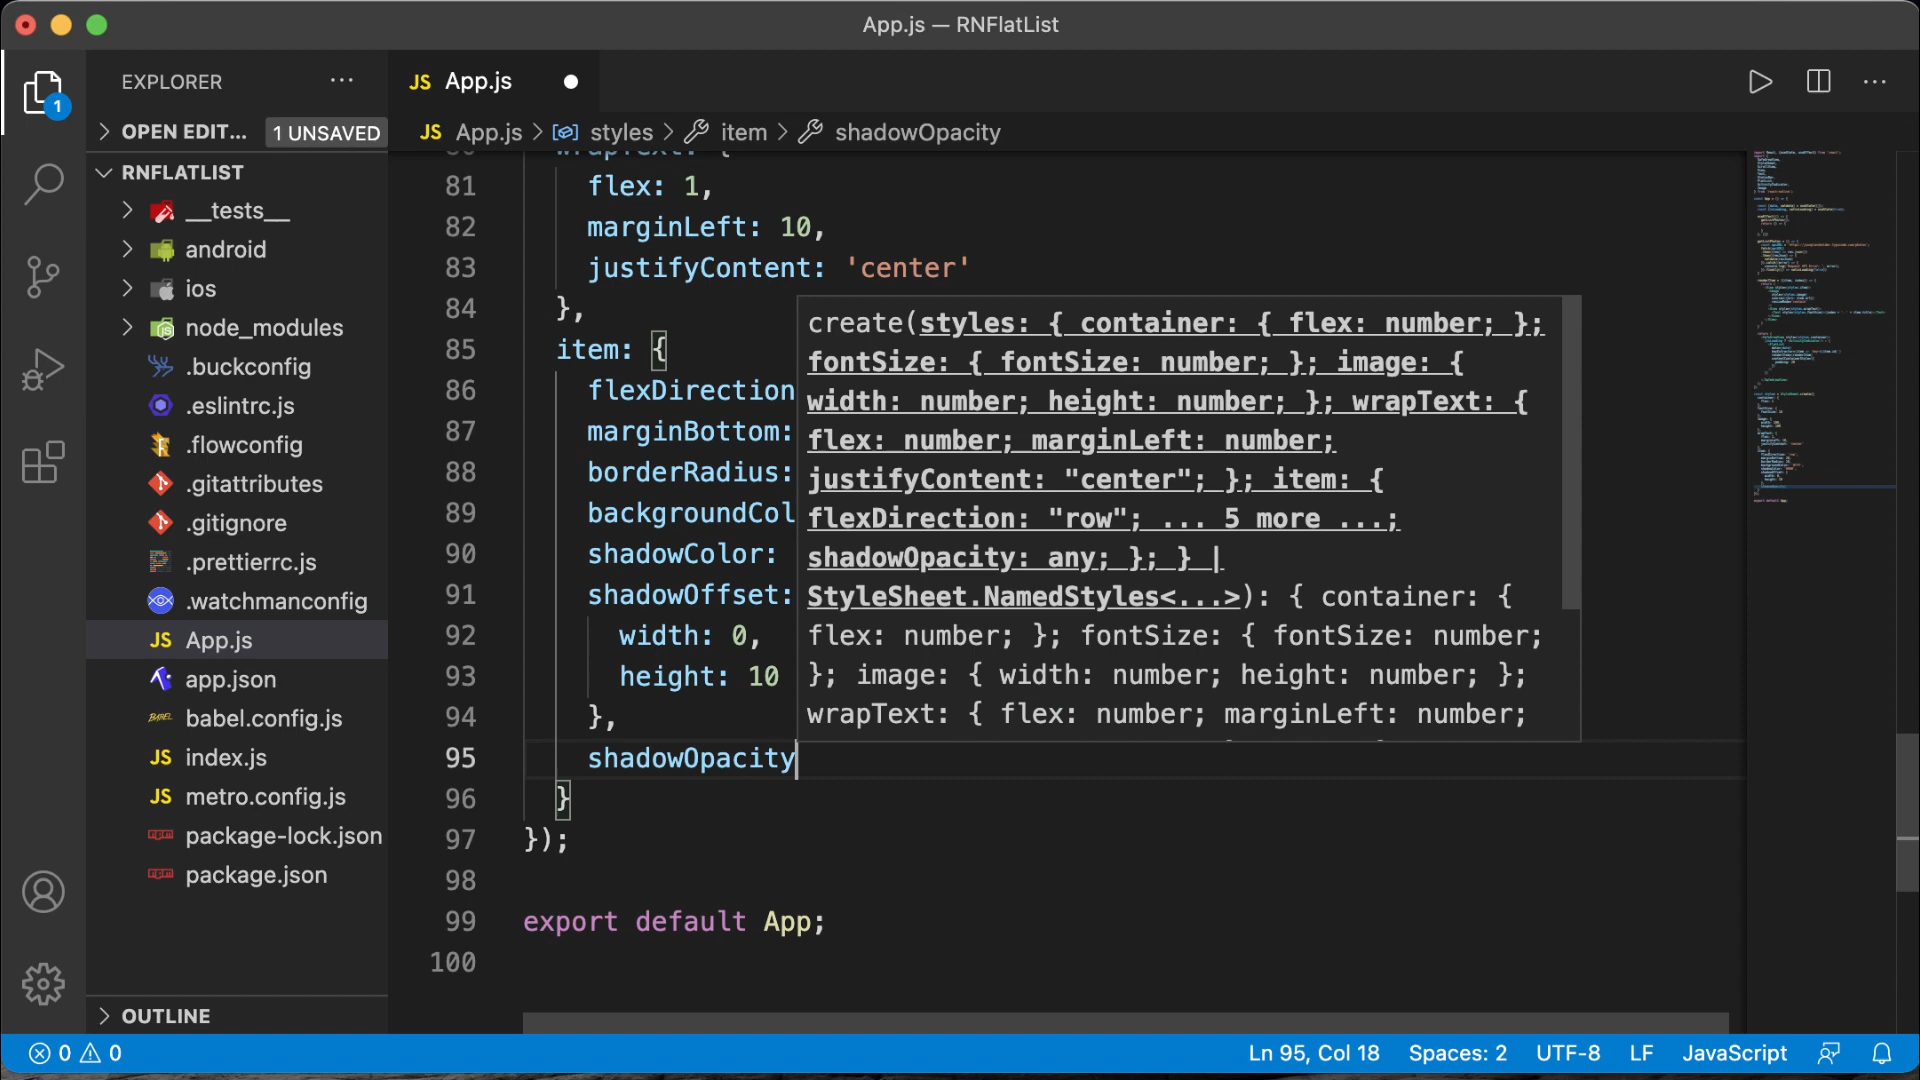 App.js — RNFlatList
EXPLORER
JS App.js
1
OPEN EDIT... 1 UNSAVED
JS App.js > styles > item > shadowOpacity
RNFLATLIST
__tests__
android
ios
node_modules
.buckconfig
.eslintrc.js
.flowconfig
.gitattributes
.gitignore
.prettierrc.js
.watchmanconfig
JS App.js
app.json
babel.config.js
JS index.js
JS metro.config.js
package-lock.json
package.json
OUTLINE
80 wrapText: {
81 flex: 1,
82 marginLeft: 10,
83 justifyContent: 'center'
84 },
85 item: {
86 flexDirection
87 marginBottom:
88 borderRadius:
89 backgroundCol
90 shadowColor:
91 shadowOffset:
92 width: 0,
93 height: 10
94 },
95 shadowOpacity
96 }
97 });
98
99 export default App;
100
create(styles: { container: { flex: number; };
fontSize: { fontSize: number; }; image: {
width: number; height: number; }; wrapText: {
flex: number; marginLeft: number;
justifyContent: "center"; }; item: {
flexDirection: "row"; ... 5 more ...;
shadowOpacity: any; }; } |
StyleSheet.NamedStyles<...>): { container: {
flex: number; }; fontSize: { fontSize: number;
}; image: { width: number; height: number; };
wrapText: { flex: number; marginLeft: number;
0 0
Ln 95, Col 18 Spaces: 2 UTF-8 LF JavaScript